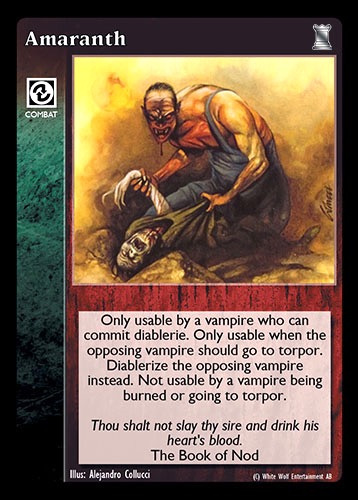 Amaranth
COMBAT
Only usable by a vampire who can
commit diablerie. Only usable when the
opposing vampire should go to torpor.
Diablerize the opposing vampire
instead. Not usable by a vampire being
burned or going to torpor.
Thou shalt not slay thy sire and drink his
heart's blood.
The Book of Nod
Illus: Alejandro Collucci
(C) White Wolf Entertainment AB